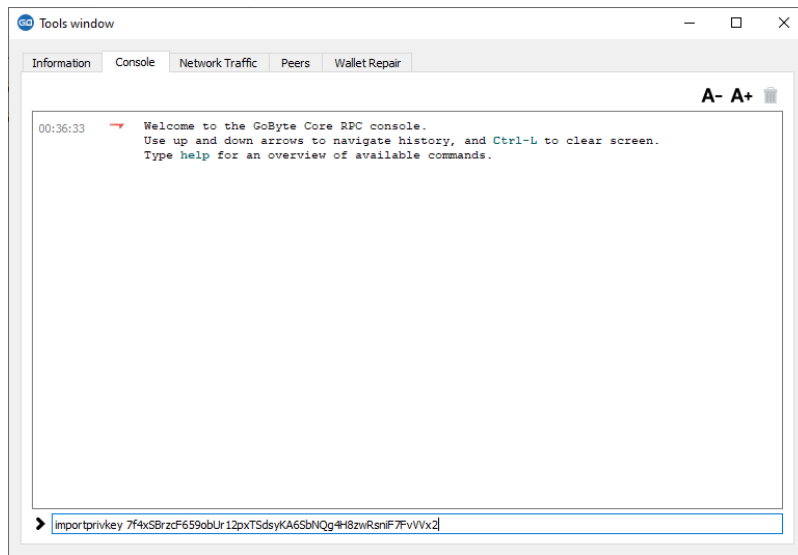 GO Tools window
Information Console Network Traffic Peers Wallet Repair
A- A+
00:36:33 Welcome to the GoByte Core RPC console.
Use up and down arrows to navigate history, and Ctrl-L to clear screen.
Type help for an overview of available commands.
importprivkey 7f4xSBrzcF659obUr12pxTSdsyKA6SbNQg4H8zwRsniF7FvVVx2